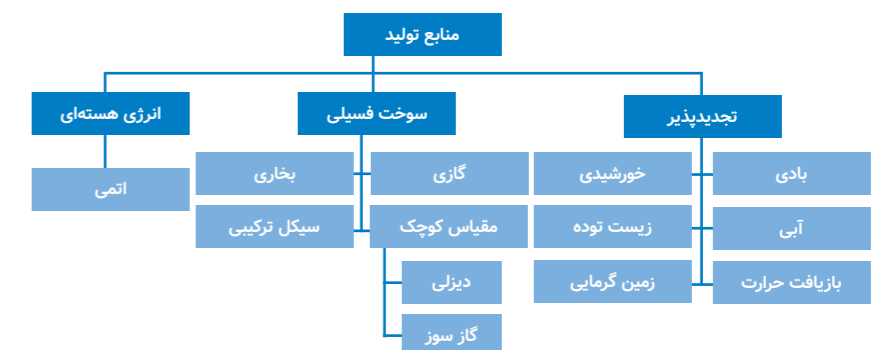 منابع تولید
تجدیدپذیر
سوخت فسیلی
انرژی هسته‌ای
بادی
خورشیدی
گازی
بخاری
اتمی
آبی
زیست توده
مقیاس کوچک
سیکل ترکیبی
بازیافت حرارت
زمین گرمایی
دیزلی
گاز سوز